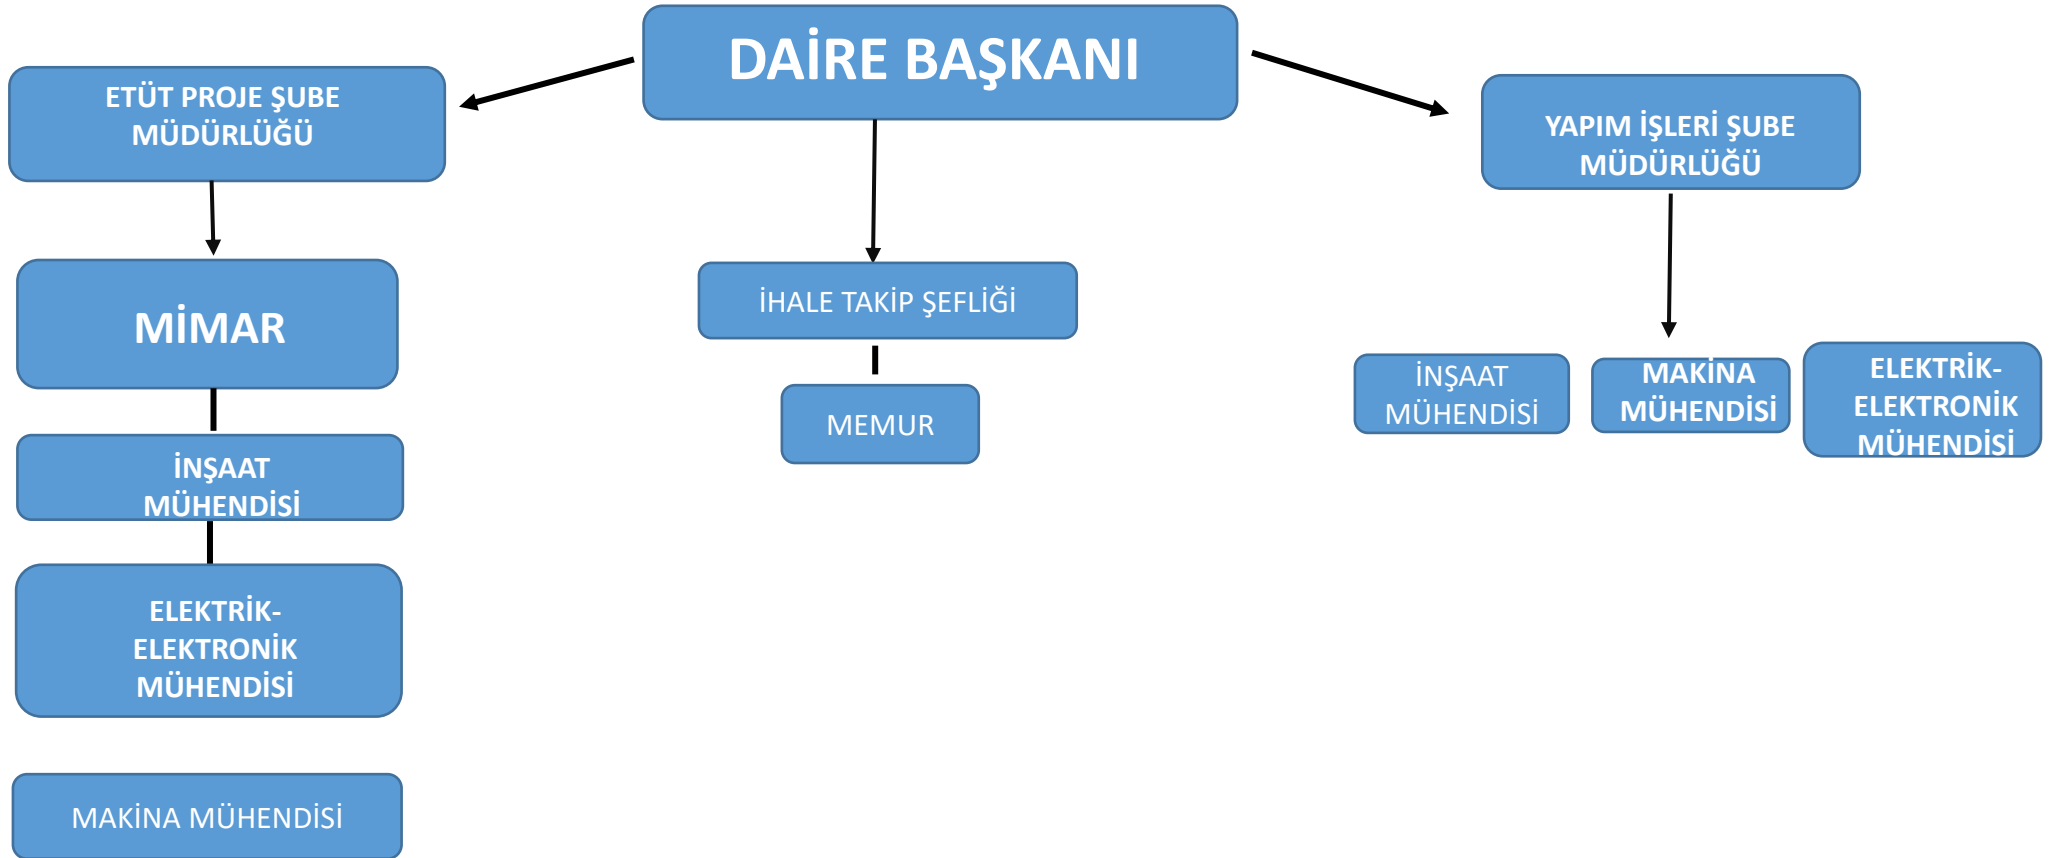 DAİRE BAŞKANI
ETÜT PROJE ŞUBE
MÜDÜRLÜĞÜ
YAPIM İŞLERİ ŞUBE
MÜDÜRLÜĞÜ
MİMAR
İHALE TAKİP ŞEFLİĞİ
MEMUR
İNŞAAT
MÜHENDİSİ
MAKİNA
MÜHENDİSİ
ELEKTRİK-
ELEKTRONİK
MÜHENDİSİ
İNŞAAT
MÜHENDİSİ
ELEKTRİK-
ELEKTRONİK
MÜHENDİSİ
MAKİNA MÜHENDİSİ